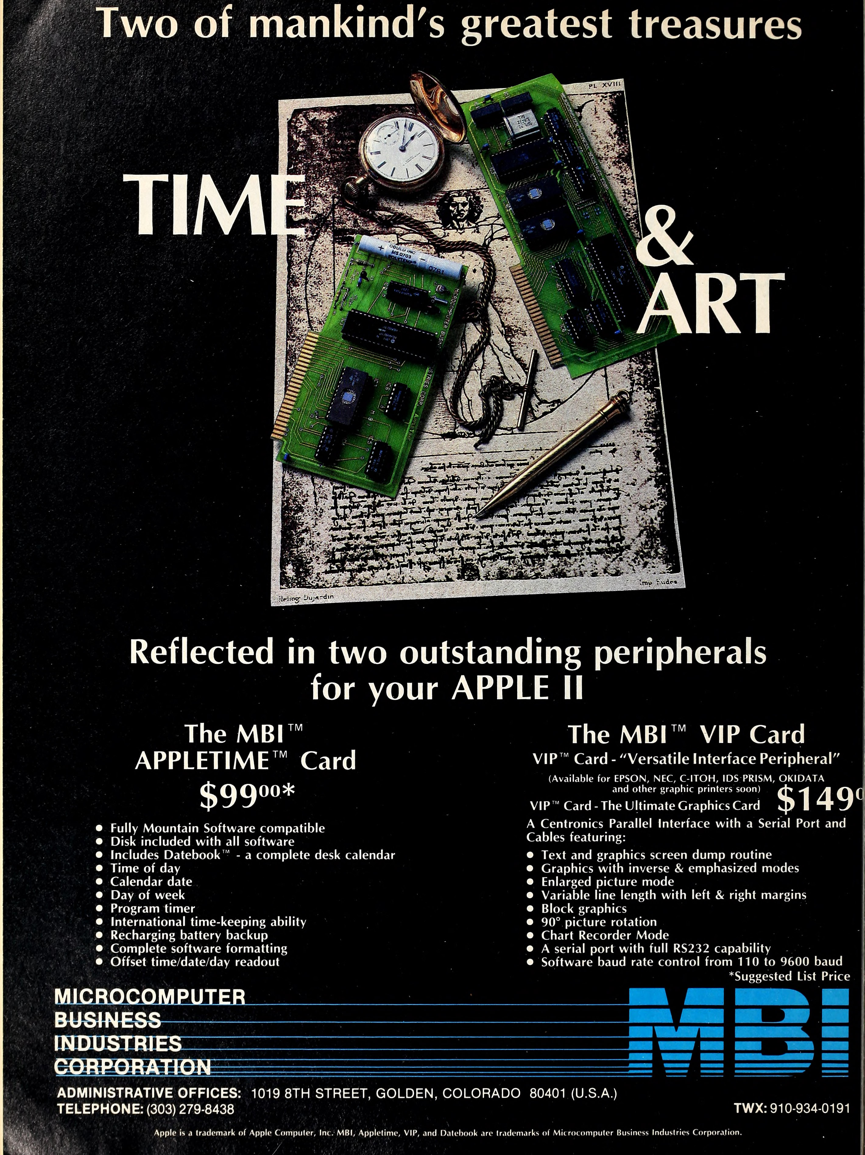 Two of mankind's greatest treasures
PL XVIII
TIME
&
ART
Imp. Eudes
Héliog. Dujardin
Reflected in two outstanding peripherals
for your APPLE II
The MBI™
APPLETIME™ Card
$99⁰⁰*
● Fully Mountain Software compatible
● Disk included with all software
● Includes Datebook™ - a complete desk calendar
● Time of day
● Calendar date
● Day of week
● Program timer
● International time-keeping ability
● Recharging battery backup
● Complete software formatting
● Offset time/date/day readout
The MBI™ VIP Card
VIP™ Card - “Versatile Interface Peripheral”
(Available for EPSON, NEC, C-ITOH, IDS PRISM, OKIDATA
and other graphic printers soon)
VIP™ Card - The Ultimate Graphics Card $149
A Centronics Parallel Interface with a Serial Port and
Cables featuring:
● Text and graphics screen dump routine
● Graphics with inverse & emphasized modes
● Enlarged picture mode
● Variable line length with left & right margins
● Block graphics
● 90° picture rotation
● Chart Recorder Mode
● A serial port with full RS232 capability
● Software baud rate control from 110 to 9600 baud
*Suggested List Price
MICROCOMPUTER
BUSINESS
INDUSTRIES
CORPORATION
MBI
ADMINISTRATIVE OFFICES: 1019 8TH STREET, GOLDEN, COLORADO 80401 (U.S.A.)
TELEPHONE: (303) 279-8438
TWX: 910-934-0191
Apple is a trademark of Apple Computer, Inc. MBI, Appletime, VIP, and Datebook are trademarks of Microcomputer Business Industries Corporation.